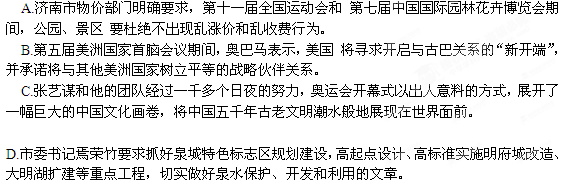 A.济南市物价部门明确要求，第十一届全国运动会和 第七届中国国际园林花卉博览会期
间，公园、景区 要杜绝不出现乱涨价和乱收费行为。
B.第五届美洲国家首脑会议期间，奥巴马表示，美国 将寻求开启与古巴关系的“新开端”，
并承诺将与其他美洲国家树立平等的战略伙伴关系。
C.张艺谋和他的团队经过一千多个日夜的努力，奥运会开幕式以出人意料的方式，展开了
一幅巨大的中国文化画卷，将中国五千年古老文明潮水般地展现在世界面前。
D.市委书记焉荣竹要求抓好泉城特色标志区规划建设，高起点设计、高标准实施明府城改造、
大明湖扩建等重点工程，切实做好泉水保护、开发和利用的文章。